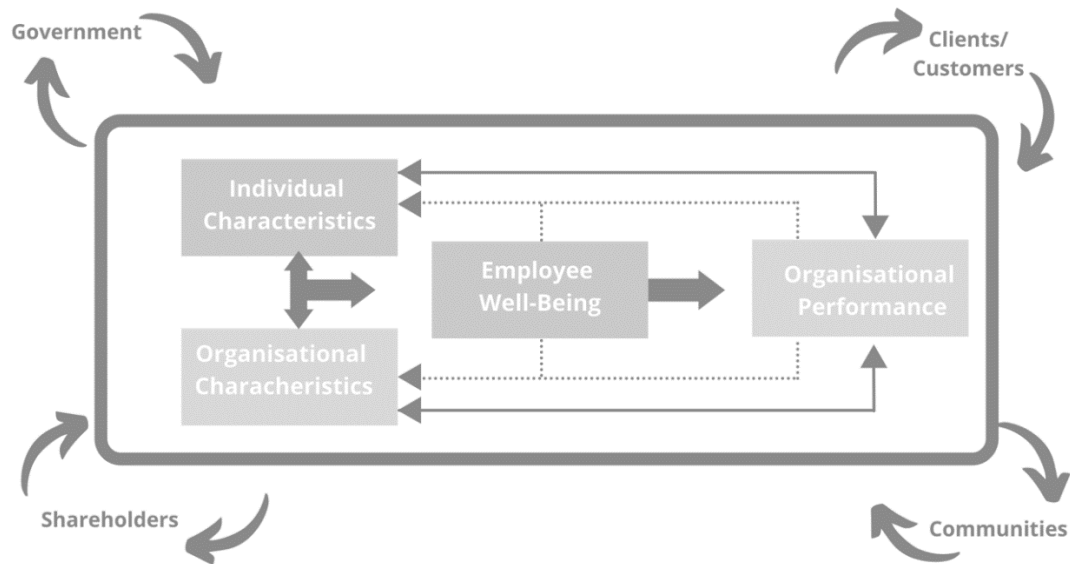 Government
Clients/
Customers
Individual
Characteristics
Employee
Well-Being
Organisational
Performance
Organisational
Characheristics
Shareholders
Communities